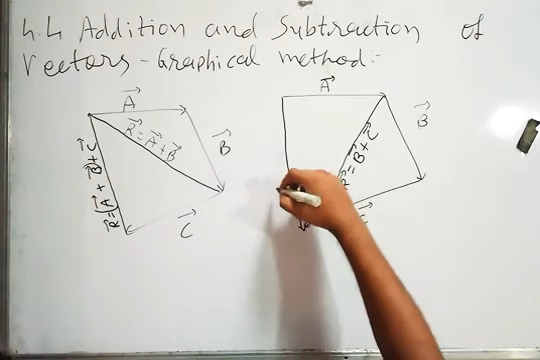 4.4 Addition and Subtraction of
Vectors - Graphical method :-
A⃗
B⃗
R⃗ = A⃗ + B⃗
R⃗ = (A⃗ + B⃗) + C⃗
C⃗
A⃗
B⃗
R⃗ = B⃗ + C⃗